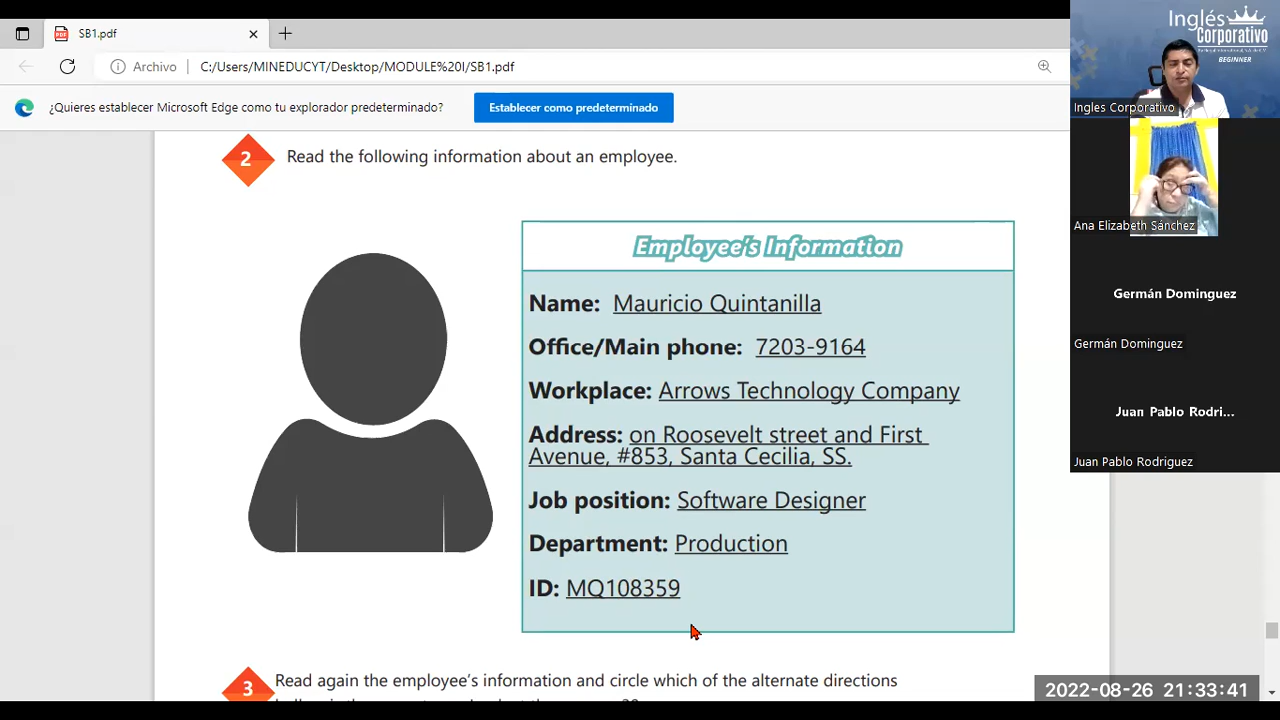 SB1.pdf
Archivo C:/Users/MINEDUCYT/Desktop/MODULE%20I/SB1.pdf
¿Quieres establecer Microsoft Edge como tu explorador predeterminado? Establecer como predeterminado
2 Read the following information about an employee.
Employee's Information
Name: Mauricio Quintanilla
Office/Main phone: 7203-9164
Workplace: Arrows Technology Company
Address: on Roosevelt street and First
Avenue, #853, Santa Cecilia, SS.
Job position: Software Designer
Department: Production
ID: MQ108359
3 Read again the employee's information and circle which of the alternate directions
Inglés
Corporativo
BEGINNER
Ingles Corporativo
Ana Elizabeth Sánchez
Germán Dominguez
Germán Dominguez
Juan Pablo Rodri...
Juan Pablo Rodriguez
2022-08-26 21:33:41